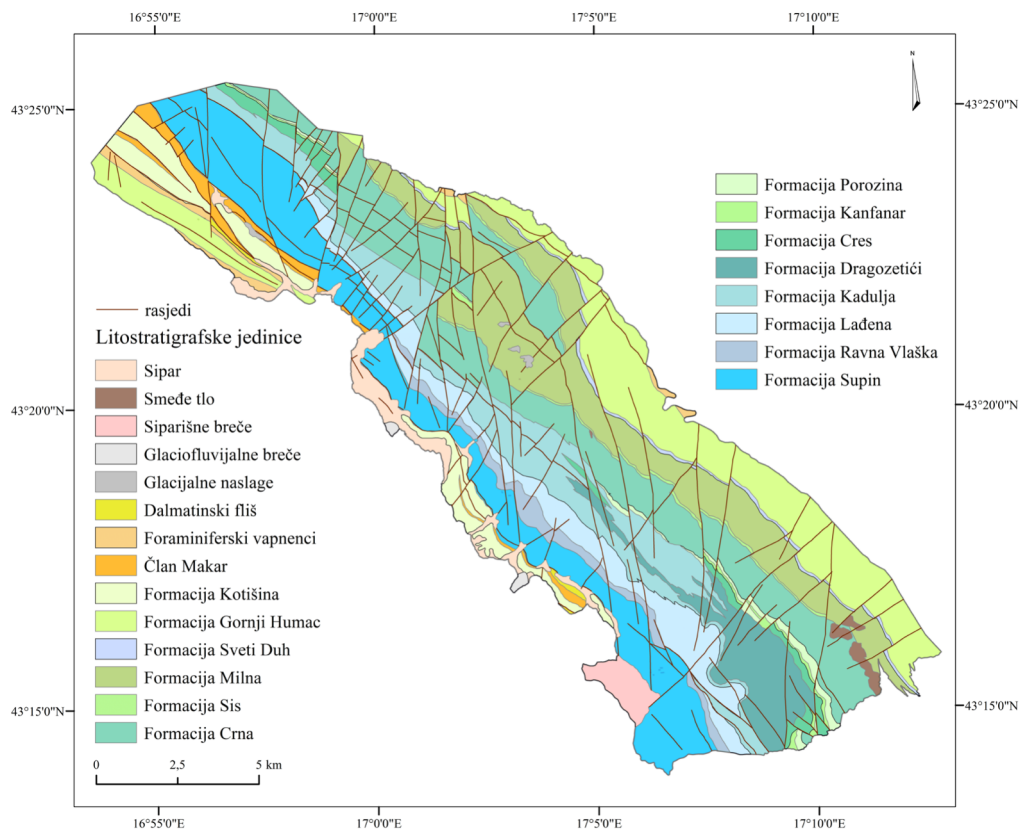 16°55'0"E 17°0'0"E 17°5'0"E 17°10'0"E
N
43°25'0"N 43°25'0"N
Formacija Porozina
Formacija Kanfanar
Formacija Cres
Formacija Dragozetići
Formacija Kadulja
Formacija Lađena
Formacija Ravna Vlaška
Formacija Supin
rasjedi
Litostratigrafske jedinice
Sipar
Smeđe tlo
Siparišne breče
Glaciofluvijalne breče
Glacijalne naslage
Dalmatinski fliš
Foraminiferski vapnenci
Član Makar
Formacija Kotišina
Formacija Gornji Humac
Formacija Sveti Duh
Formacija Milna
Formacija Sis
Formacija Crna
43°20'0"N 43°20'0"N
43°15'0"N 43°15'0"N
0 2,5 5 km
16°55'0"E 17°0'0"E 17°5'0"E 17°10'0"E